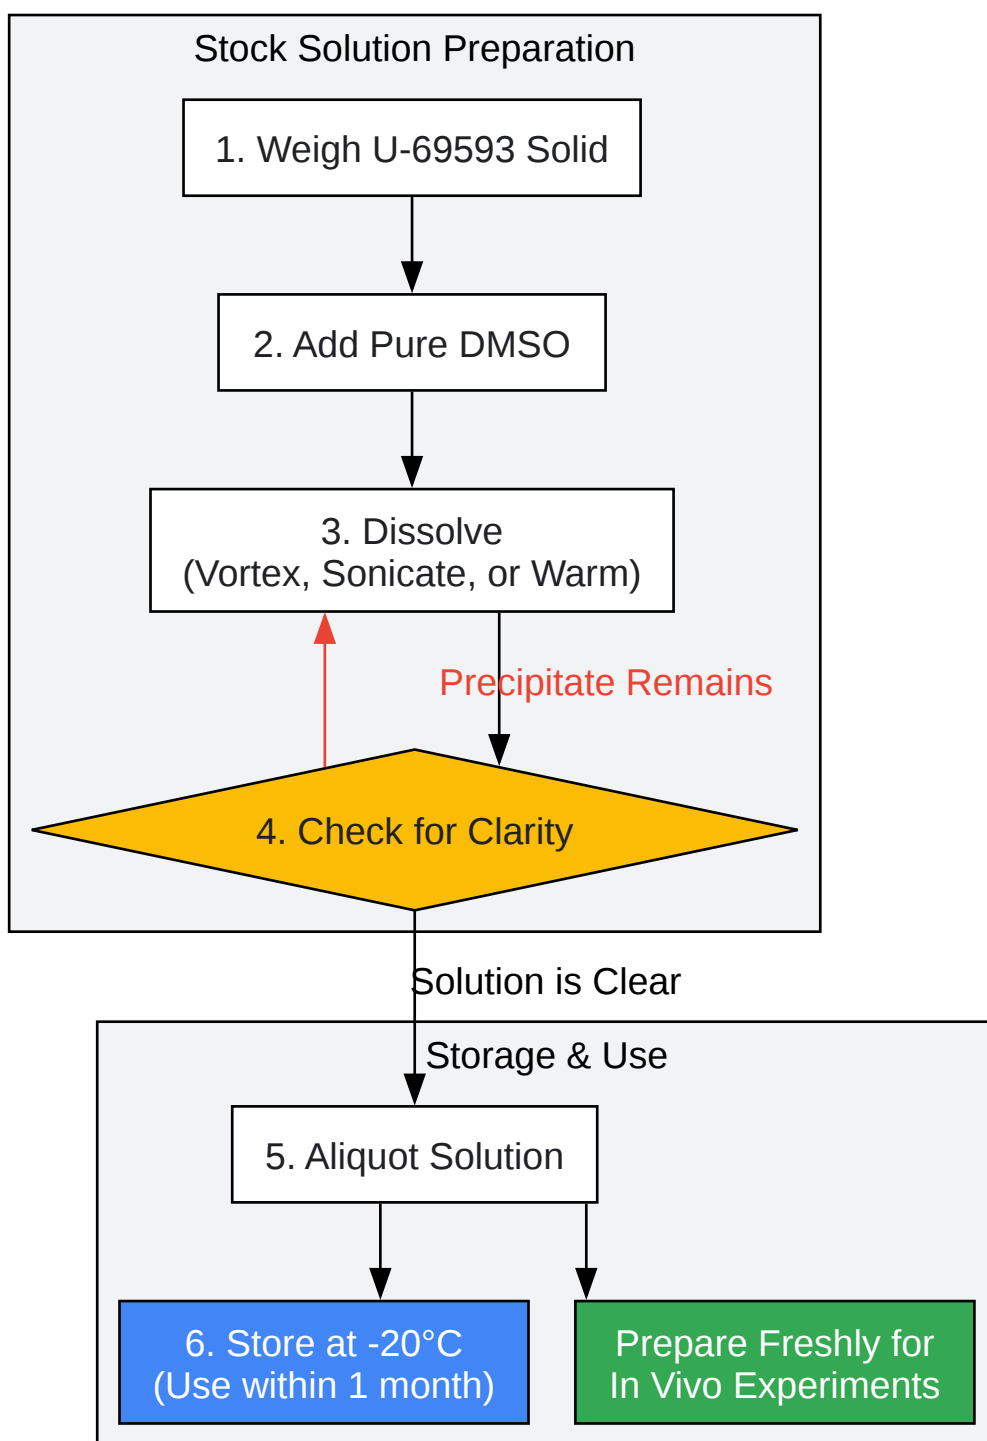 Stock Solution Preparation
1. Weigh U-69593 Solid
2. Add Pure DMSO
3. Dissolve
(Vortex, Sonicate, or Warm)
Precipitate Remains
4. Check for Clarity
Solution is Clear
Storage & Use
5. Aliquot Solution
6. Store at -20°C
(Use within 1 month)
Prepare Freshly for
In Vivo Experiments